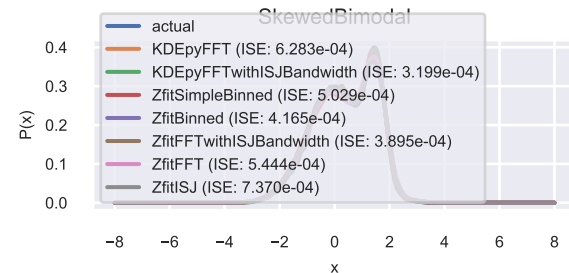 SkewedBimodal
actual
KDEpyFFT (ISE: 6.283e-04)
KDEpyFFTwithISJBandwidth (ISE: 3.199e-04)
ZfitSimpleBinned (ISE: 5.029e-04)
ZfitBinned (ISE: 4.165e-04)
ZfitFFTwithISJBandwidth (ISE: 3.895e-04)
ZfitFFT (ISE: 5.444e-04)
ZfitISJ (ISE: 7.370e-04)
P(x)
0.4
0.3
0.2
0.1
0.0
−8 −6 −4 −2 0 2 4 6 8
x